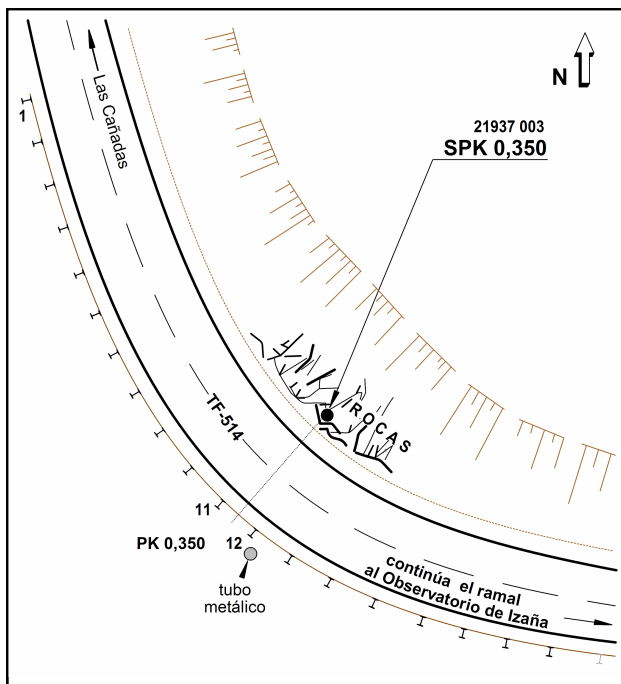 Las Cañadas
N
1
21937 003
SPK 0,350
ROCAS
TF-514
11
PK 0,350
12
tubo
metálico
continúa el ramal
al Observatorio de Izaña